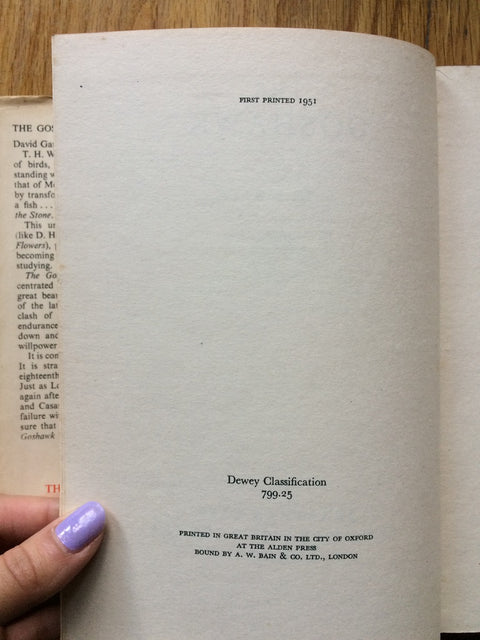 THE GOS
David Ga
T. H. W
of birds,
standing w
that of M
by transfo
a fish . . .
the Stone.
This un
(like D. H
Flowers), 
becoming
studying.
The Go
centrated
great bea
of the lat
clash of
endurance
down and
willpower
It is con
It is stra
eighteenth
Just as L
again afte
and Casa
failure wi
sure that
Goshawk
TH
FIRST PRINTED 1951
Dewey Classification
799.25
PRINTED IN GREAT BRITAIN IN THE CITY OF OXFORD
AT THE ALDEN PRESS
BOUND BY A. W. BAIN & CO. LTD., LONDON